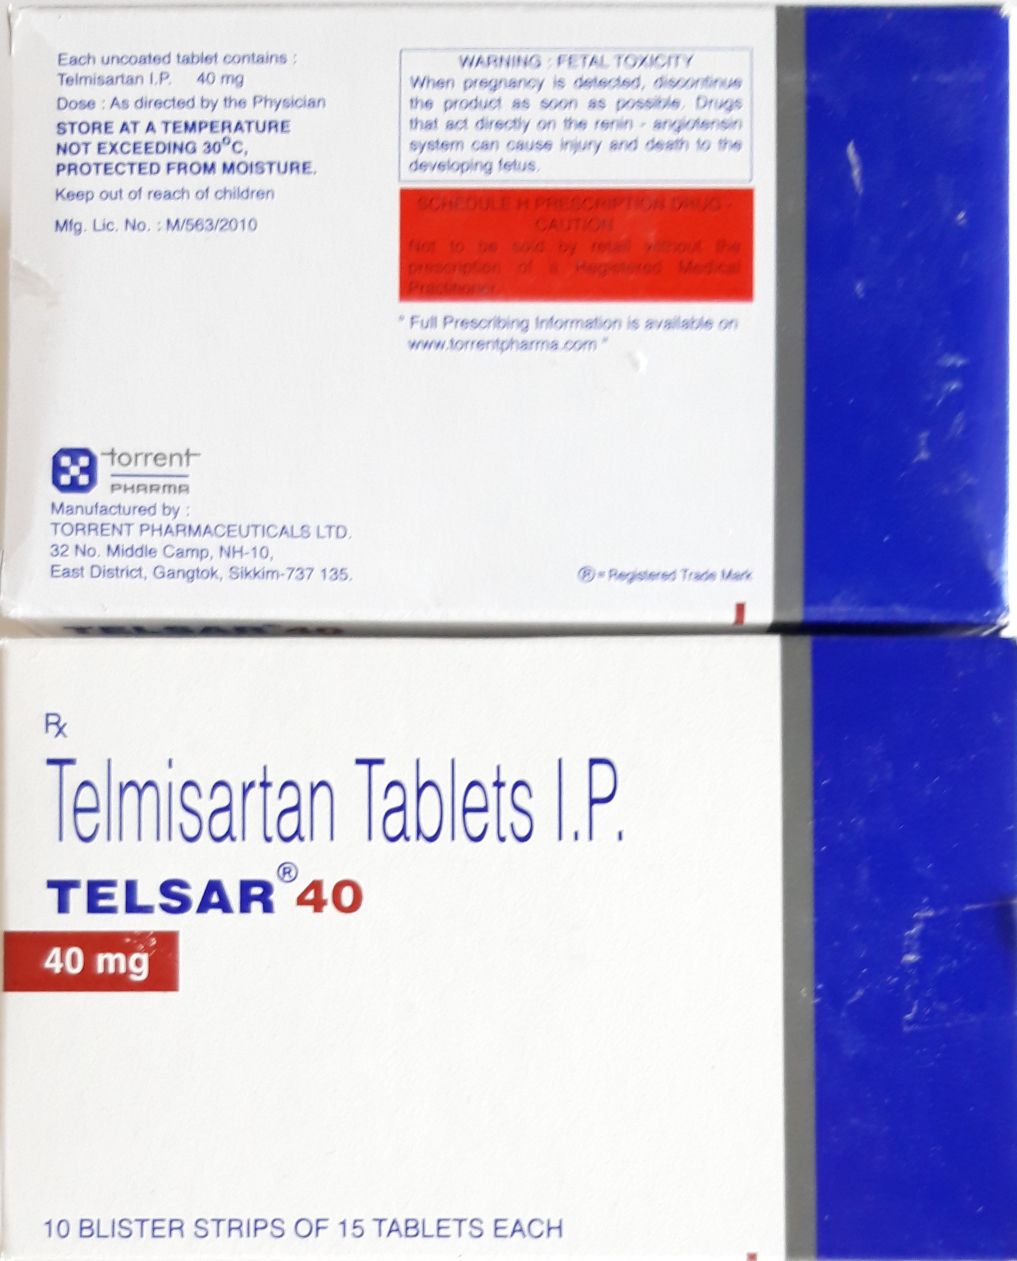 Each uncoated tablet contains :
Telmisartan I.P. 40 mg
Dose : As directed by the Physician
STORE AT A TEMPERATURE
NOT EXCEEDING 30°C,
PROTECTED FROM MOISTURE.
Keep out of reach of children
Mfg. Lic. No. : M/563/2010
WARNING : FETAL TOXICITY
When pregnancy is detected, discontinue
the product as soon as possible. Drugs
that act directly on the renin - angiotensin
system can cause injury and death to the
developing fetus.
SCHEDULE H PRESCRIPTION DRUG -
CAUTION
Not to be sold by retail without the
prescription of a Registered Medical
Practitioner.
" Full Prescribing Information is available on
www.torrentpharma.com "
torrent
PHARMA
Manufactured by :
TORRENT PHARMACEUTICALS LTD.
32 No. Middle Camp, NH-10,
East District, Gangtok, Sikkim-737 135.
® = Registered Trade Mark
TELSAR® 40
Rx
Telmisartan Tablets I.P.
TELSAR® 40
40 mg
10 BLISTER STRIPS OF 15 TABLETS EACH